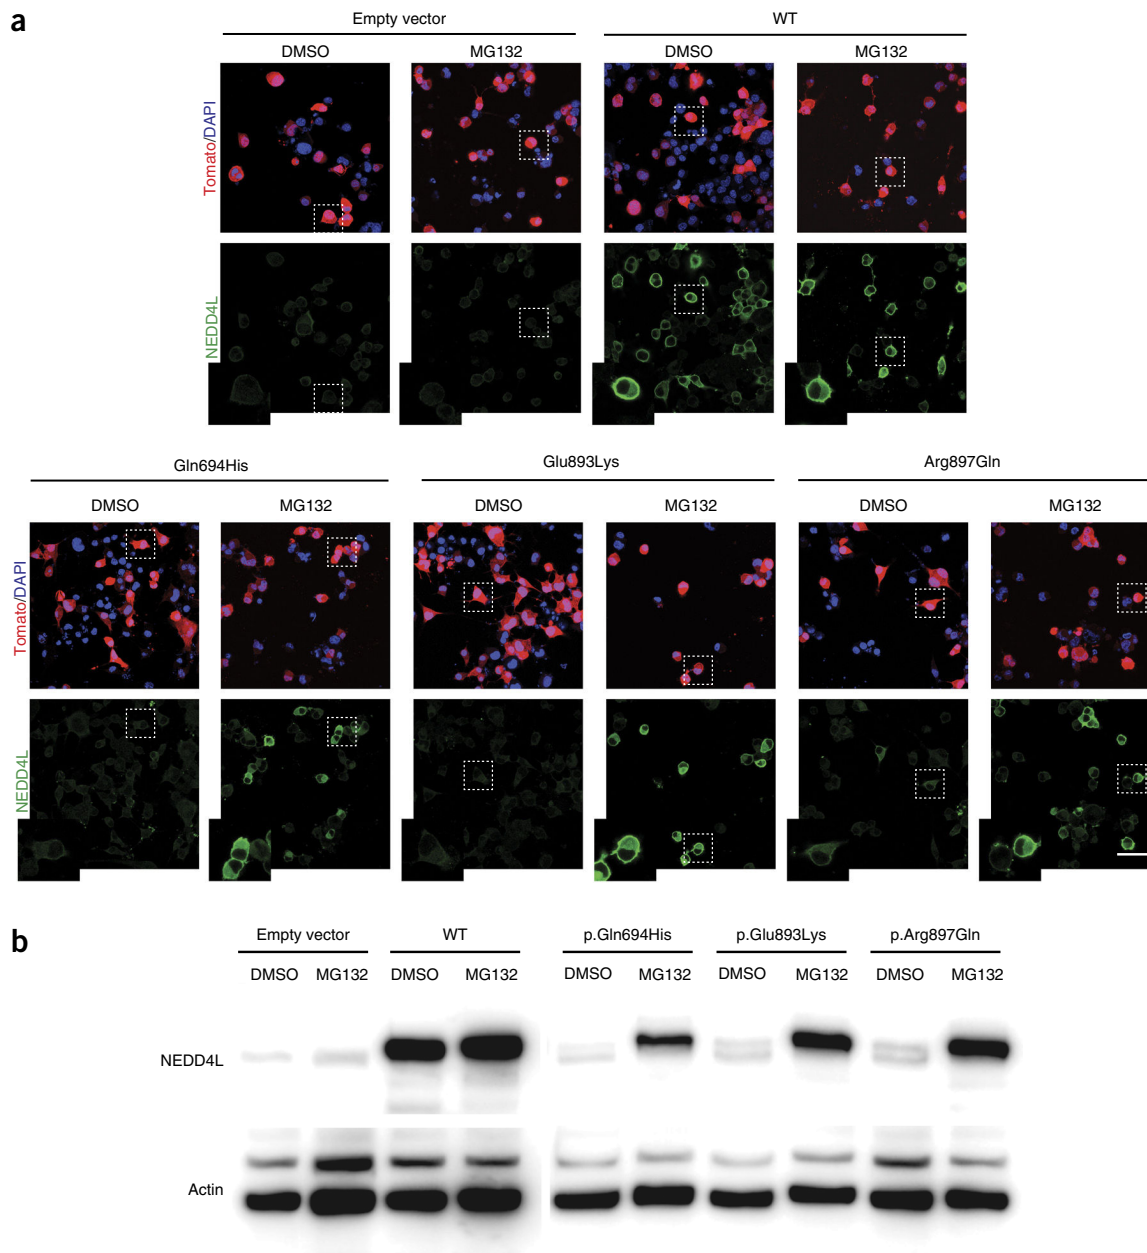 a
Empty vector WT
DMSO MG132 DMSO MG132
Tomato/DAPI
NEDD4L
Gln694His Glu893Lys Arg897Gln
DMSO MG132 DMSO MG132 DMSO MG132
Tomato/DAPI
NEDD4L
b
Empty vector WT p.Gln694His p.Glu893Lys p.Arg897Gln
DMSO MG132 DMSO MG132 DMSO MG132 DMSO MG132 DMSO MG132
NEDD4L
Actin